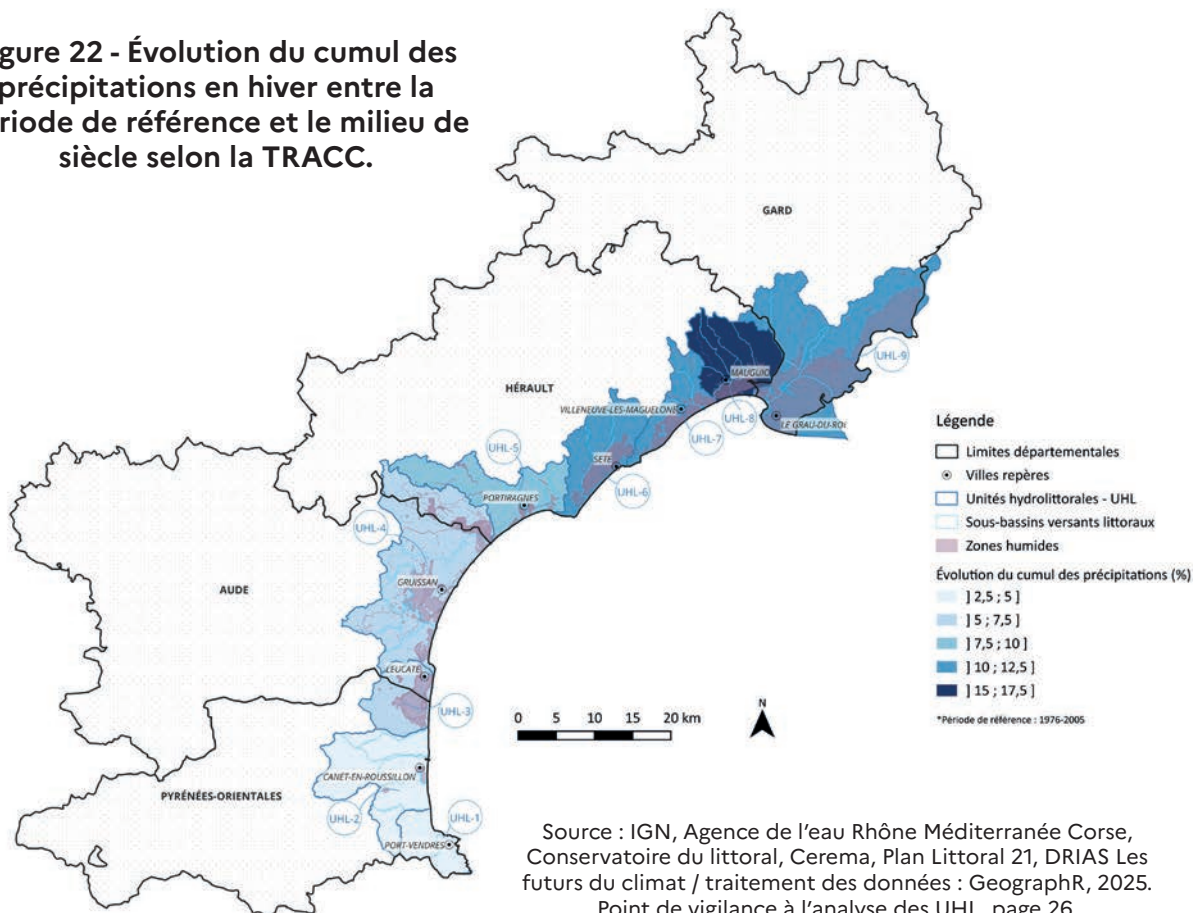 gure 22 - Évolution du cumul des
précipitations en hiver entre la
riode de référence et le milieu de
siècle selon la TRACC.
GARD
UHL-9
HÉRAULT
MAUGUIO
VILLENEUVE-LES-MAGUELONE
UHL-8
LE GRAU-DU-ROI
UHL-7
UHL-5
SETE
UHL-6
PORTIRAGNES
UHL-4
GRUISSAN
AUDE
LEUCATE
UHL-3
CANET-EN-ROUSSILLON
PYRÉNÉES-ORIENTALES
UHL-2
UHL-1
PORT-VENDRES
0 5 10 15 20 km
N
Légende
Limites départementales
Villes repères
Unités hydrolittorales - UHL
Sous-bassins versants littoraux
Zones humides
Évolution du cumul des précipitations (%)
] 2,5 ; 5 ]
] 5 ; 7,5 ]
] 7,5 ; 10 ]
] 10 ; 12,5 ]
] 15 ; 17,5 ]
*Période de référence : 1976-2005
Source : IGN, Agence de l'eau Rhône Méditerranée Corse,
Conservatoire du littoral, Cerema, Plan Littoral 21, DRIAS Les
futurs du climat / traitement des données : GeographR, 2025.
Point de vigilance à l'analyse des UHL, page 26